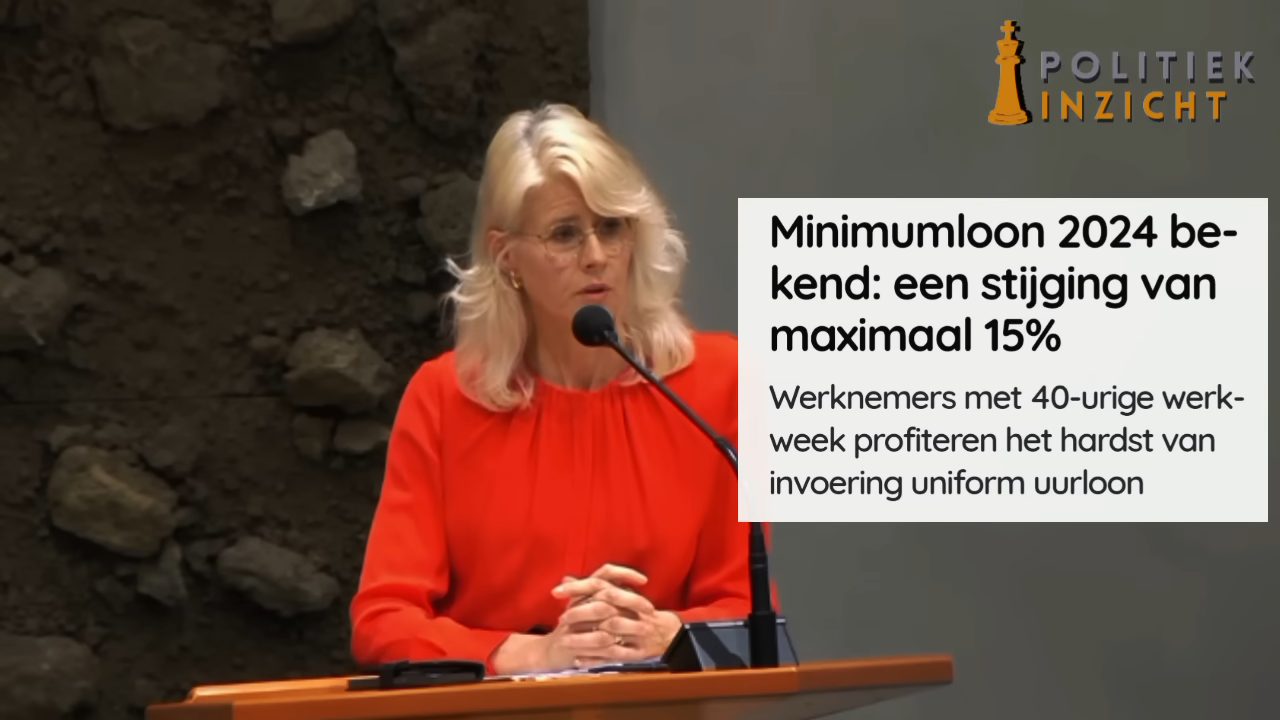 POLITIEK
INZICHT
Minimumloon 2024 be-
kend: een stijging van
maximaal 15%
Werknemers met 40-urige werk-
week profiteren het hardst van
invoering uniform uurloon